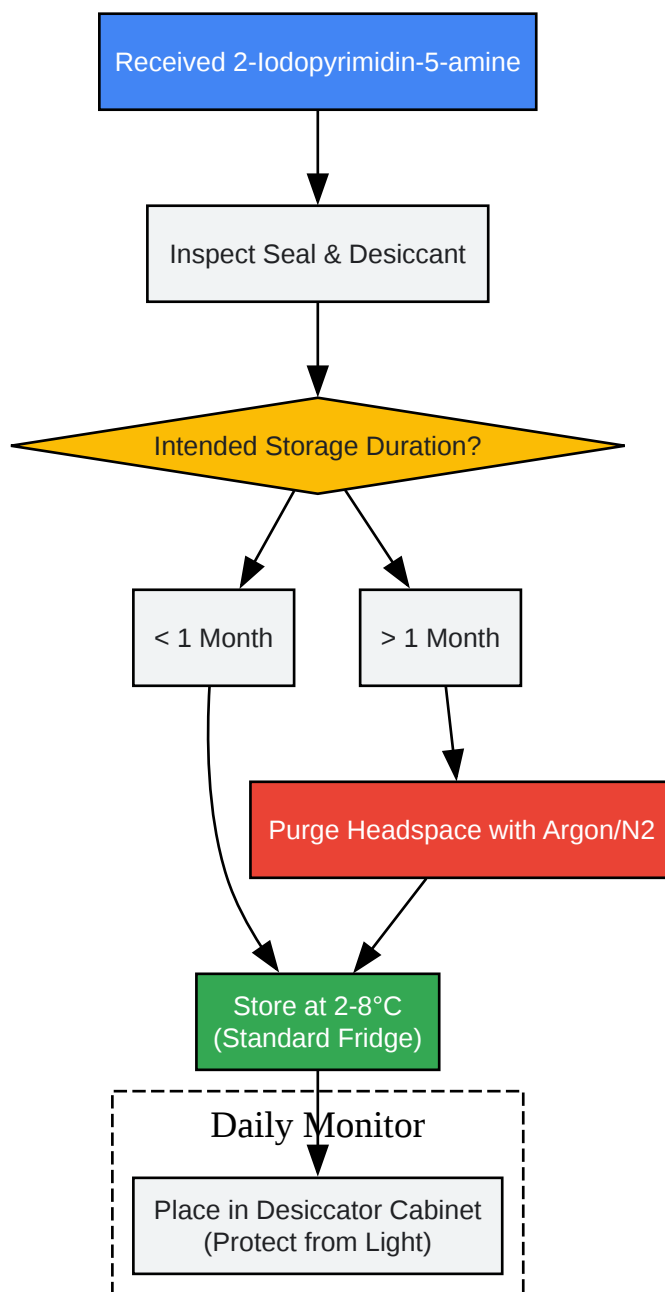 Received 2-Iodopyrimidin-5-amine
Inspect Seal & Desiccant
Intended Storage Duration?
< 1 Month
> 1 Month
Purge Headspace with Argon/N2
Store at 2-8°C
(Standard Fridge)
Daily Monitor
Place in Desiccator Cabinet
(Protect from Light)